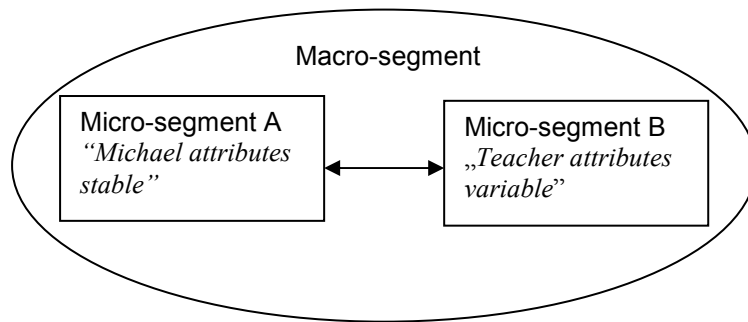 Macro-segment
Micro-segment A
“Michael attributes
stable”
Micro-segment B
„Teacher attributes
variable”